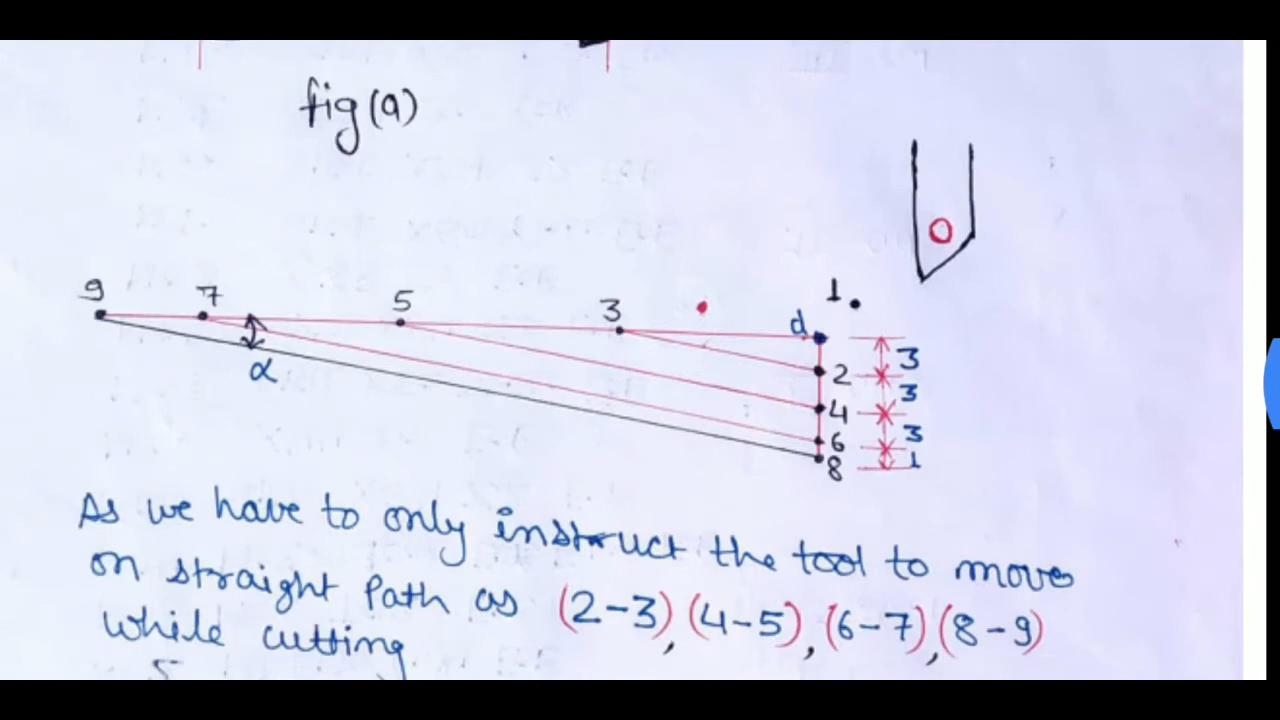 fig(a)
O
1
9 7 5 3 d
α
2 3
4 3
6 3
8 1
As we have to only instruct the tool to move
on straight Path as (2-3), (4-5), (6-7), (8-9)
while cutting